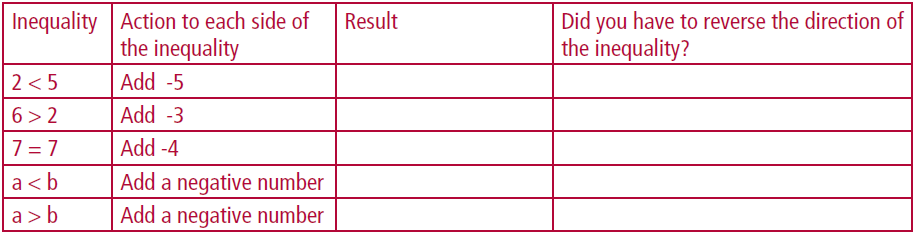 Inequality Action to each side of Result Did you have to reverse the direction of
the inequality? the inequality?
2 < 5 Add -5
6 > 2 Add -3
7 = 7 Add -4
a < b Add a negative number
a > b Add a negative number